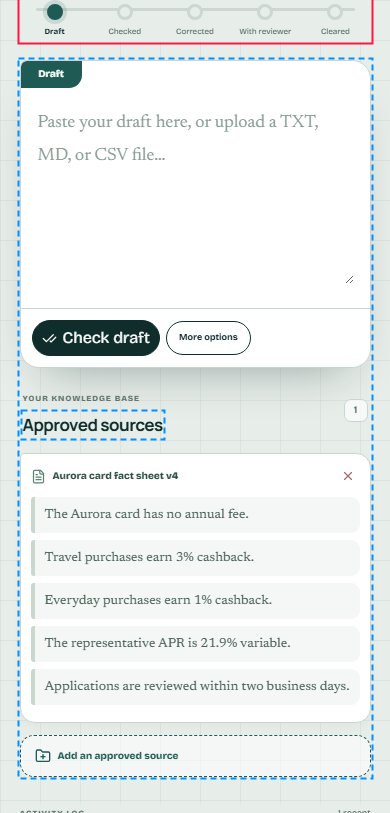 Draft
Checked
Corrected
With reviewer
Cleared
Draft
Paste your draft here, or upload a TXT,
MD, or CSV file...
Check draft
More options
YOUR KNOWLEDGE BASE
1
Approved sources
Aurora card fact sheet v4
The Aurora card has no annual fee.
Travel purchases earn 3% cashback.
Everyday purchases earn 1% cashback.
The representative APR is 21.9% variable.
Applications are reviewed within two business days.
Add an approved source